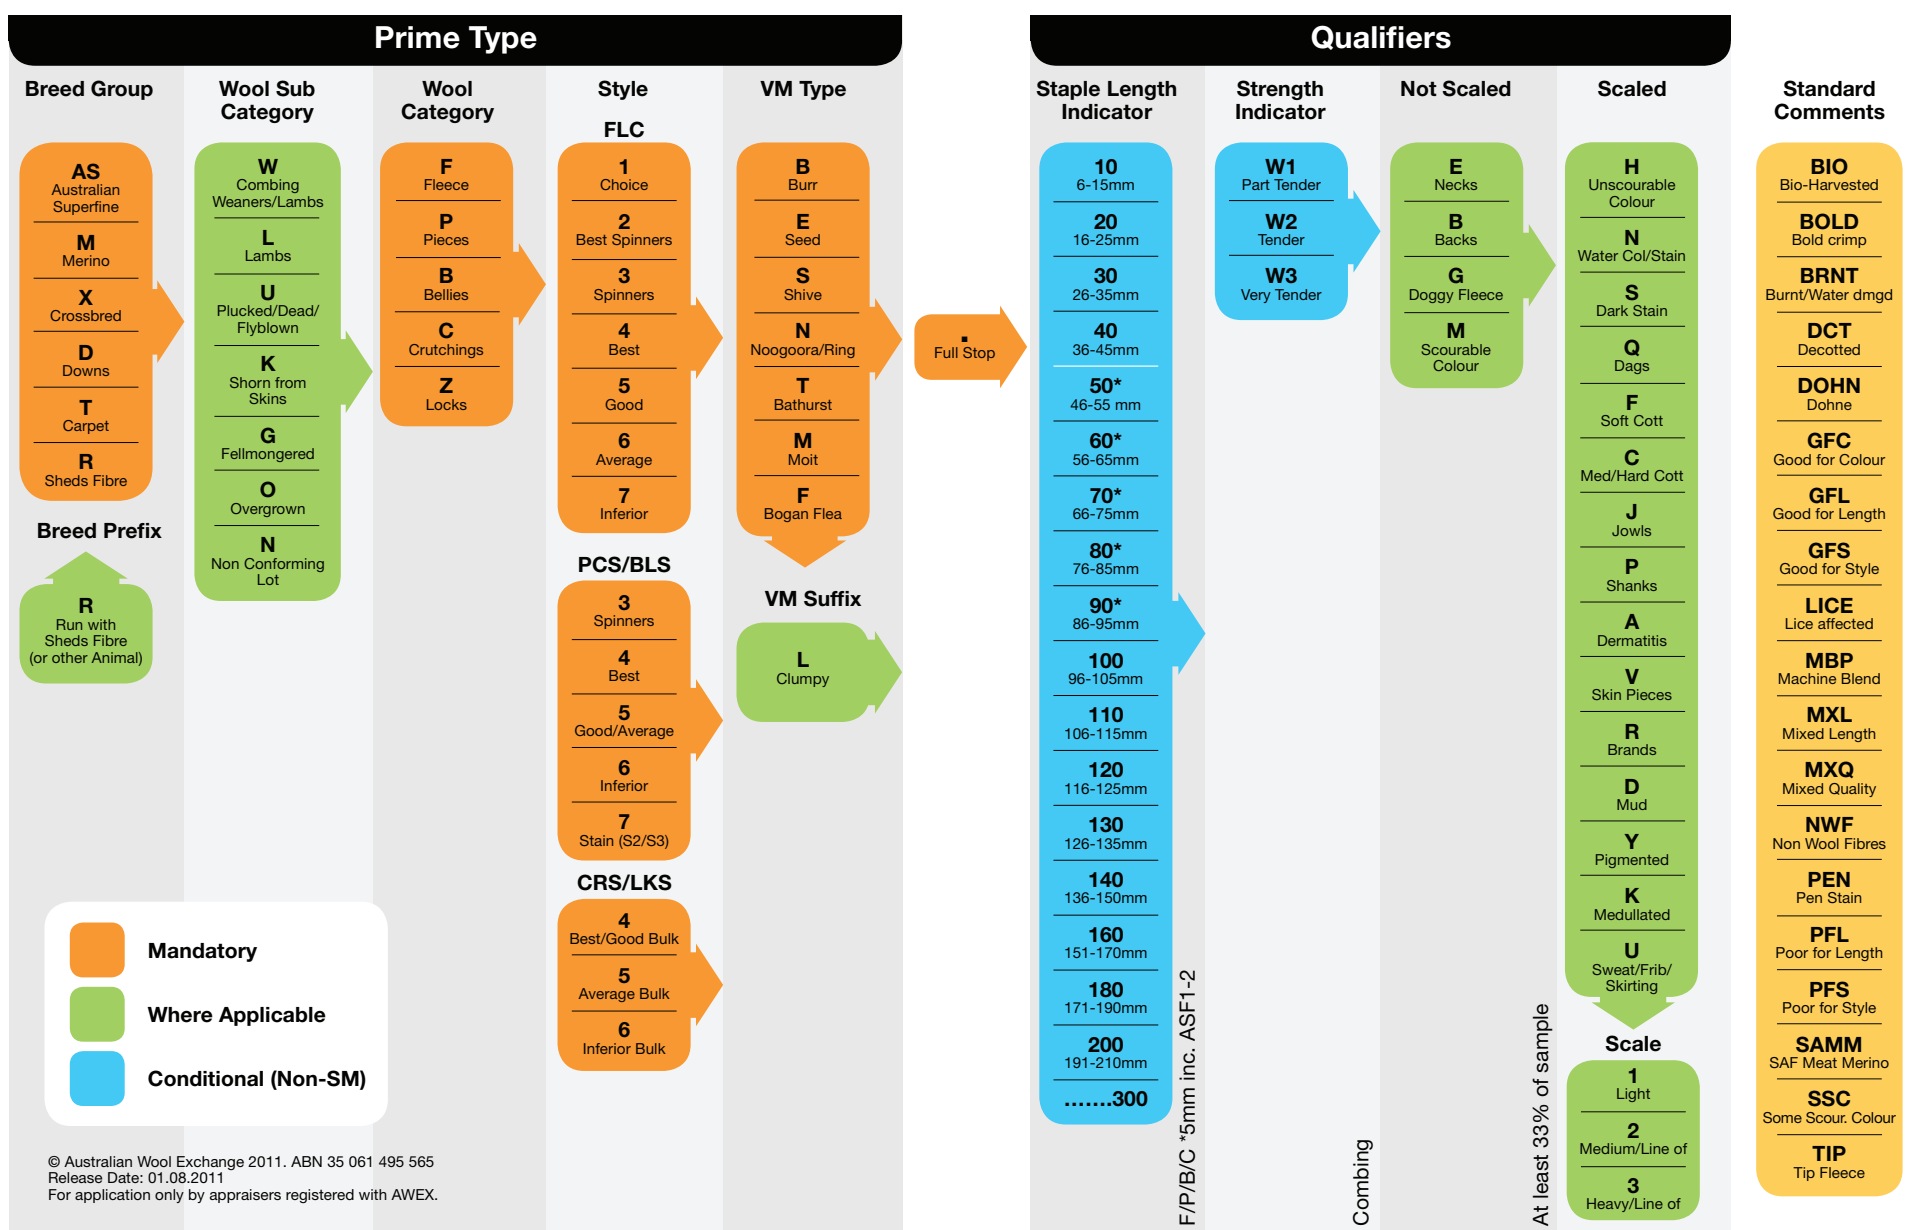 Prime Type
Breed Group
AS
Australian
Superfine
M
Merino
X
Crossbred
D
Downs
T
Carpet
R
Sheds Fibre
Breed Prefix
R
Run with
Sheds Fibre
(or other Animal)
Wool Sub
Category
W
Combing
Weaners/Lambs
L
Lambs
U
Plucked/Dead/
Flyblown
K
Shorn from
Skins
G
Fellmongered
O
Overgrown
N
Non Conforming
Lot
Wool
Category
F
Fleece
P
Pieces
B
Bellies
C
Crutchings
Z
Locks
Style
FLC
1
Choice
2
Best Spinners
3
Spinners
4
Best
5
Good
6
Average
7
Inferior
PCS/BLS
3
Spinners
4
Best
5
Good/Average
6
Inferior
7
Stain (S2/S3)
CRS/LKS
4
Best/Good Bulk
5
Average Bulk
6
Inferior Bulk
VM Type
B
Burr
E
Seed
S
Shive
N
Noogoora/Ring
T
Bathurst
M
Moit
F
Bogan Flea
VM Suffix
L
Clumpy
.
Full Stop
Qualifiers
Staple Length
Indicator
10
6-15mm
20
16-25mm
30
26-35mm
40
36-45mm
50*
46-55 mm
60*
56-65mm
70*
66-75mm
80*
76-85mm
90*
86-95mm
100
96-105mm
110
106-115mm
120
116-125mm
130
126-135mm
140
136-150mm
160
151-170mm
180
171-190mm
200
191-210mm
.......300
F/P/B/C *5mm inc. ASF1-2
Strength
Indicator
W1
Part Tender
W2
Tender
W3
Very Tender
Combing
Not Scaled
E
Necks
B
Backs
G
Doggy Fleece
M
Scourable
Colour
At least 33% of sample
Scaled
H
Unscourable
Colour
N
Water Col/Stain
S
Dark Stain
Q
Dags
F
Soft Cott
C
Med/Hard Cott
J
Jowls
P
Shanks
A
Dermatitis
V
Skin Pieces
R
Brands
D
Mud
Y
Pigmented
K
Medullated
U
Sweat/Frib/
Skirting
Scale
1
Light
2
Medium/Line of
3
Heavy/Line of
Standard
Comments
BIO
Bio-Harvested
BOLD
Bold crimp
BRNT
Burnt/Water dmgd
DCT
Decotted
DOHN
Dohne
GFC
Good for Colour
GFL
Good for Length
GFS
Good for Style
LICE
Lice affected
MBP
Machine Blend
MXL
Mixed Length
MXQ
Mixed Quality
NWF
Non Wool Fibres
PEN
Pen Stain
PFL
Poor for Length
PFS
Poor for Style
SAMM
SAF Meat Merino
SSC
Some Scour. Colour
TIP
Tip Fleece
Mandatory
Where Applicable
Conditional (Non-SM)
© Australian Wool Exchange 2011. ABN 35 061 495 565
Release Date: 01.08.2011
For application only by appraisers registered with AWEX.